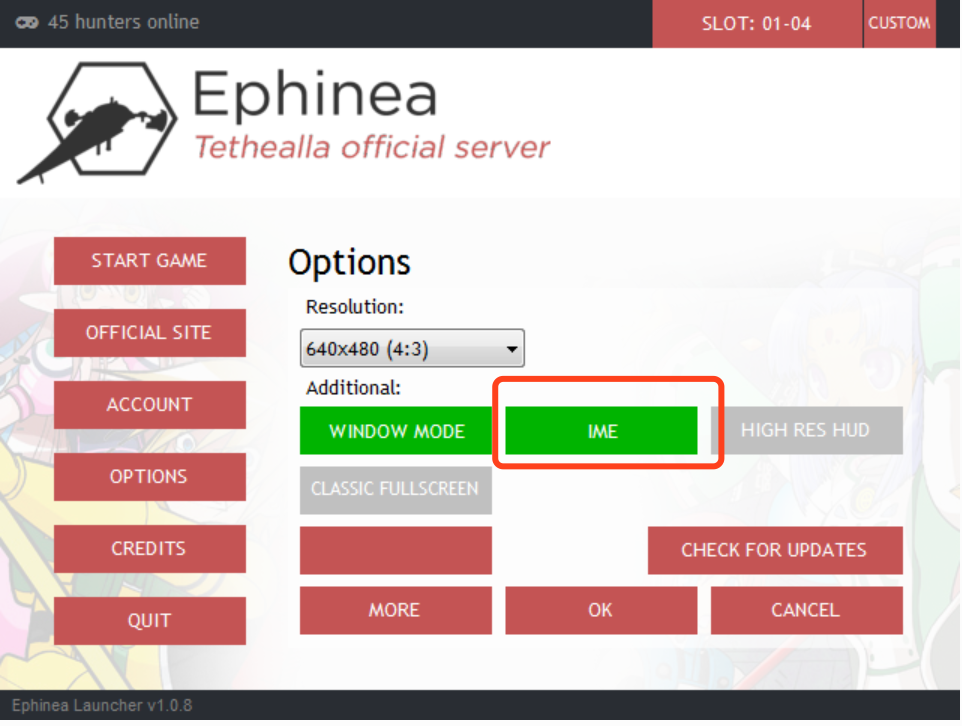 45 hunters online
SLOT: 01-04
CUSTOM
Ephinea
Tethealla official server
START GAME
OFFICIAL SITE
ACCOUNT
OPTIONS
CREDITS
QUIT
Options
Resolution:
640x480 (4:3)
Additional:
WINDOW MODE
IME
HIGH RES HUD
CLASSIC FULLSCREEN
CHECK FOR UPDATES
MORE
OK
CANCEL
Ephinea Launcher v1.0.8